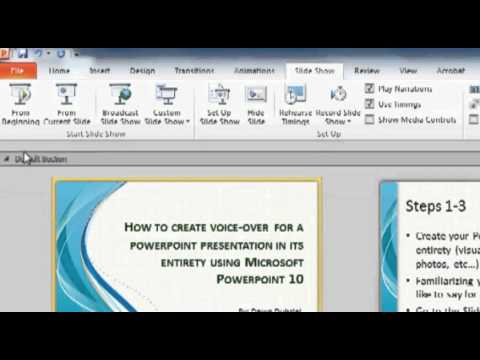 File Home Insert Design Transitions Animations Slide Show Review View Acrobat
From Beginning
From Current Slide
Broadcast Slide Show
Custom Slide Show
Set Up Slide Show
Hide Slide
Rehearse Timings
Record Slide Show
Play Narrations
Use Timings
Show Media Controls
Start Slide Show
Set Up
Default Section
HOW TO CREATE VOICE-OVER FOR A
POWERPOINT PRESENTATION IN ITS
ENTIRETY USING MICROSOFT
POWERPOINT 10
Steps 1-3
Create your P
entirety (visua
photos, etc...)
Familiarizing y
like to say for
Go to the Slid